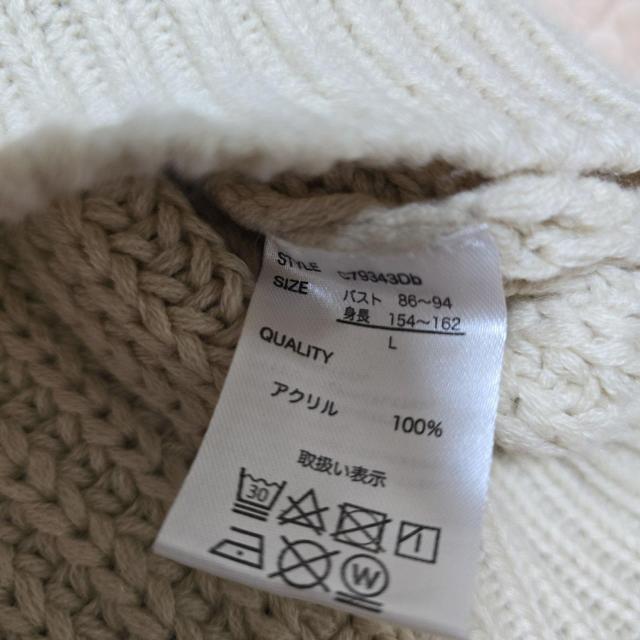 STYLE c79343Db
SIZE バスト 86～94
身長 154～162
L
QUALITY
アクリル 100%
取扱い表示
30
W